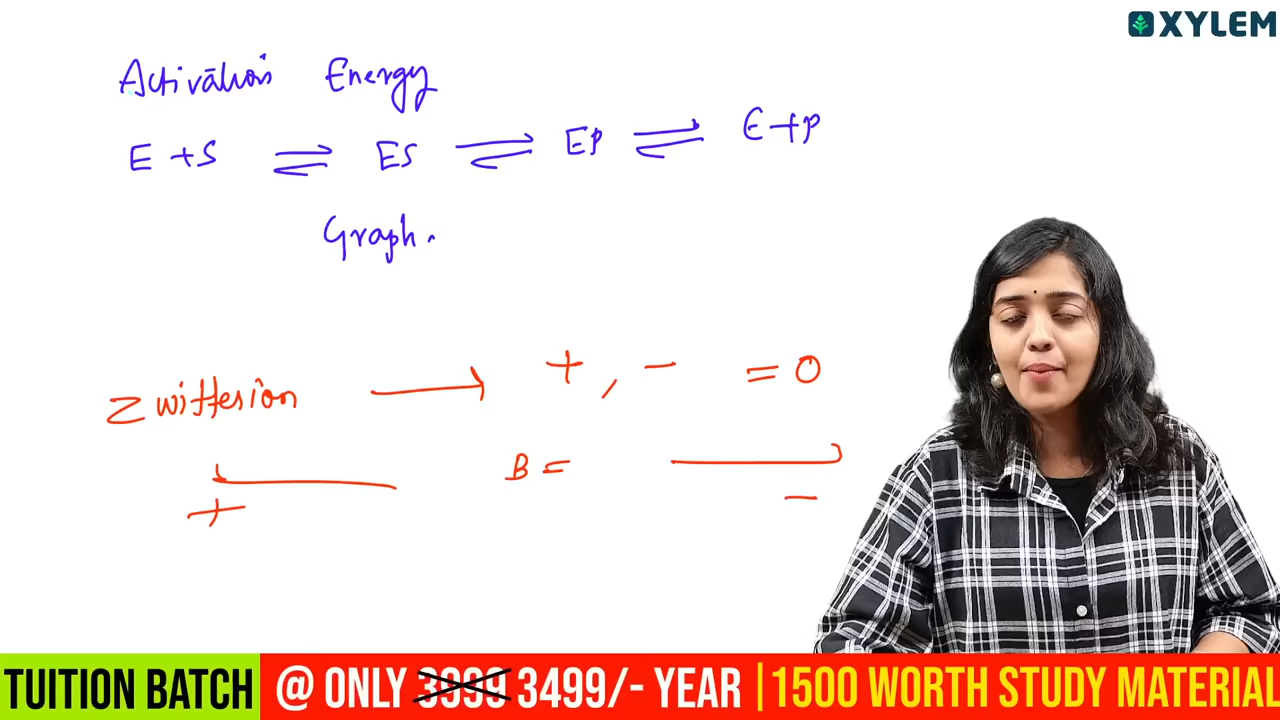 XYLEM
Activation Energy
E + S ⇌ ES ⇌ EP ⇌ E+P
Graph.
Zwitterion → + , - = 0
B =
+ -
TUITION BATCH @ ONLY 3999 3499/- YEAR | 1500 WORTH STUDY MATERIAL